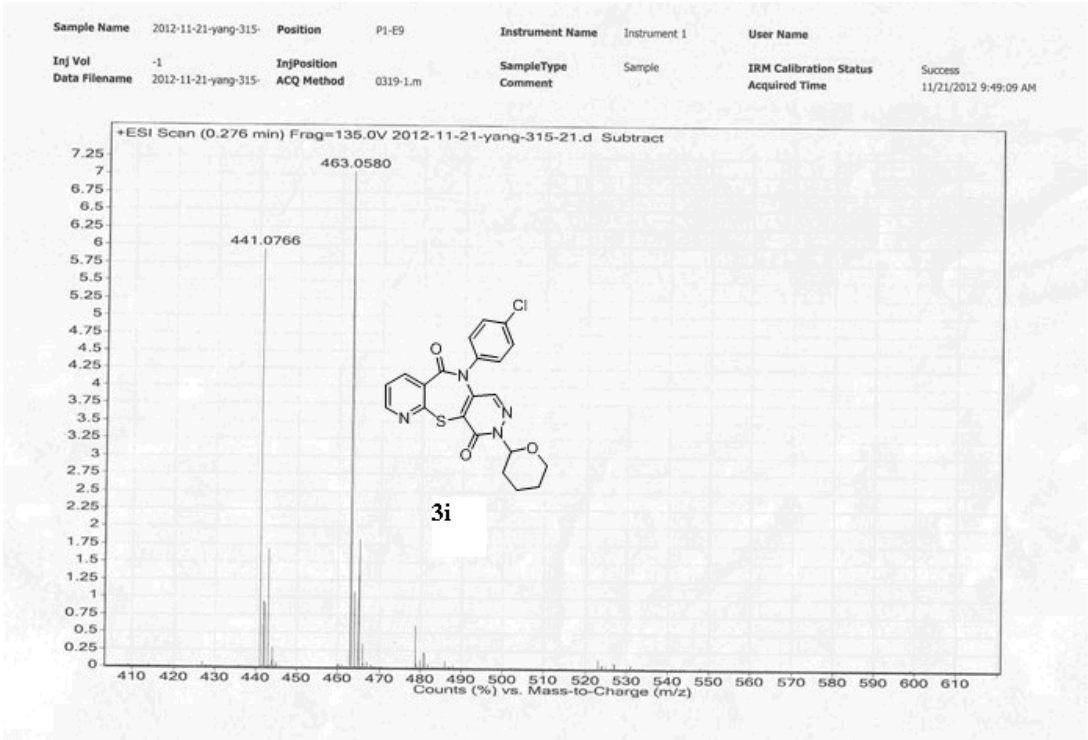 Sample Name 2012-11-21-yang-315- Position P1-E9 Instrument Name Instrument 1 User Name
Inj Vol -1 InjPosition SampleType Sample IRM Calibration Status Success
Data Filename 2012-11-21-yang-315- ACQ Method 0319-1.m Comment Acquired Time 11/21/2012 9:49:09 AM
+ESI Scan (0.276 min) Frag=135.0V 2012-11-21-yang-315-21.d Subtract
7.25
463.0580
7
6.75
6.5
6.25
441.0766
6
5.75
5.5
5.25
5
Cl
4.75
4.5
O
4.25
N
4
3.75
N
N
3.5
S
N
O
3.25
O
3
2.75
2.5
2.25
3i
2
1.75
1.5
1.25
1
0.75
0.5
0.25
0
410 420 430 440 450 460 470 480 490 500 510 520 530 540 550 560 570 580 590 600 610
Counts (%) vs. Mass-to-Charge (m/z)